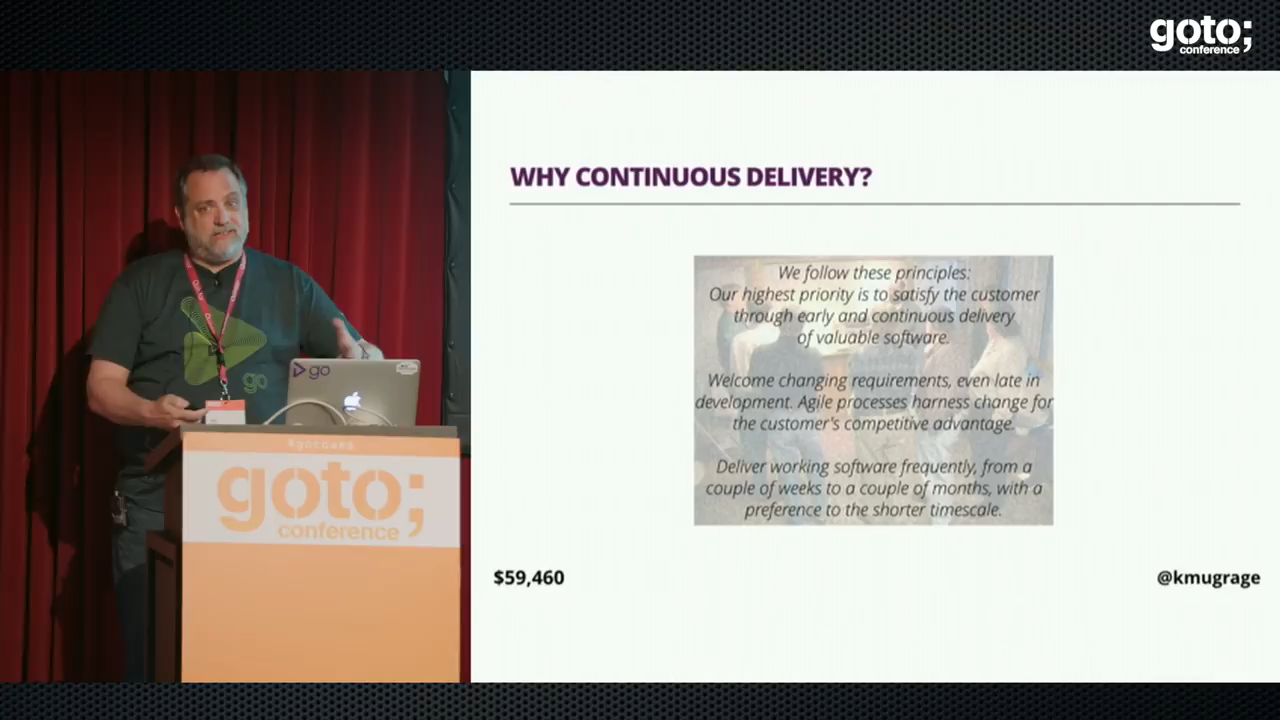 goto;
conference
WHY CONTINUOUS DELIVERY?
We follow these principles:
Our highest priority is to satisfy the customer
through early and continuous delivery
of valuable software.
Welcome changing requirements, even late in
development. Agile processes harness change for
the customer's competitive advantage.
Deliver working software frequently, from a
couple of weeks to a couple of months, with a
preference to the shorter timescale.
$59,460
@kmugrage
go
go
goto;
conference